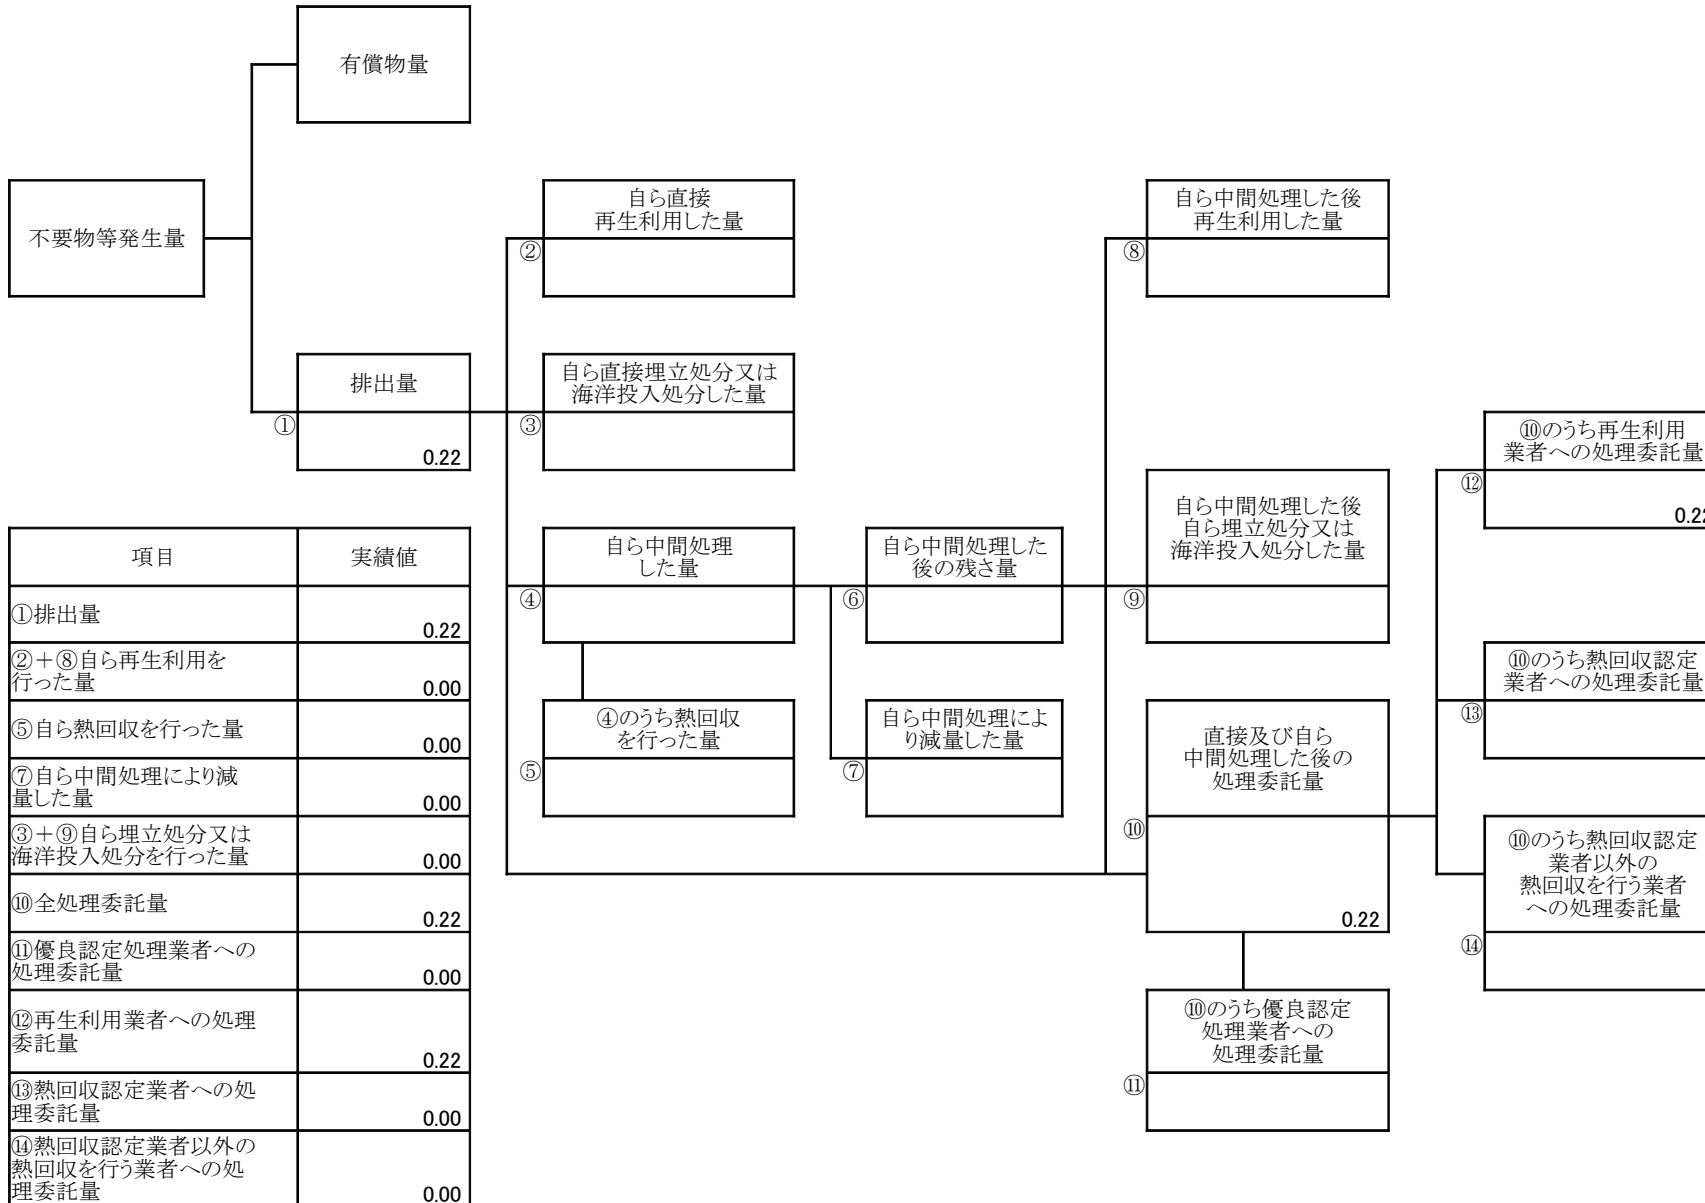 有償物量
不要物等発生量
自ら直接
再生利用した量
②
自ら中間処理した後
再生利用した量
⑧
排出量
①
0.22
自ら直接埋立処分又は
海洋投入処分した量
③
⑩のうち再生利用
業者への処理委託量
⑫
0.22
自ら中間処理
した量
④
自ら中間処理した
後の残さ量
⑥
自ら中間処理した後
自ら埋立処分又は
海洋投入処分した量
⑨
⑩のうち熱回収認定
業者への処理委託量
⑬
④のうち熱回収
を行った量
⑤
自ら中間処理によ
り減量した量
⑦
直接及び自ら
中間処理した後の
処理委託量
⑩
0.22
⑩のうち熱回収認定
業者以外の
熱回収を行う業者
への処理委託量
⑭
⑩のうち優良認定
処理業者への
処理委託量
⑪
項目 実績値
①排出量
0.22
②+⑧自ら再生利用を
行った量
0.00
⑤自ら熱回収を行った量
0.00
⑦自ら中間処理により減
量した量
0.00
③+⑨自ら埋立処分又は
海洋投入処分を行った量
0.00
⑩全処理委託量
0.22
⑪優良認定処理業者への
処理委託量
0.00
⑫再生利用業者への処理
委託量
0.22
⑬熱回収認定業者への処
理委託量
0.00
⑭熱回収認定業者以外の
熱回収を行う業者への処
理委託量
0.00